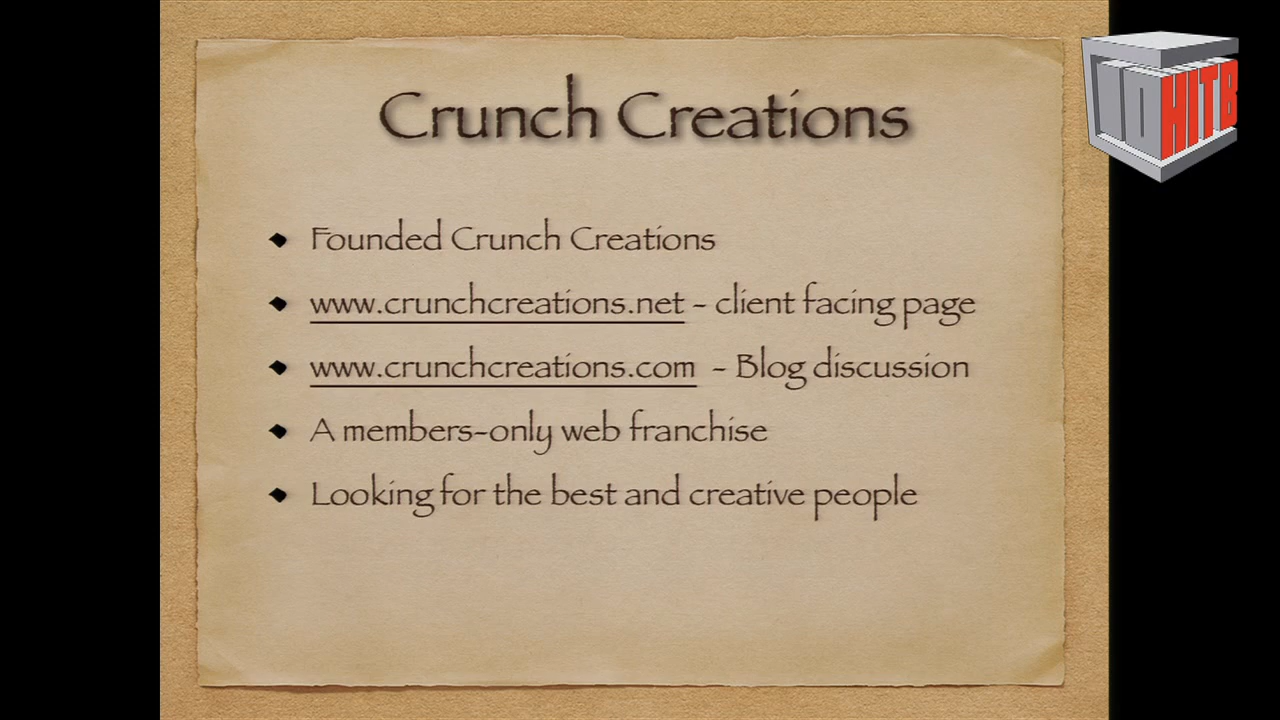 Crunch Creations
Founded Crunch Creations
www.crunchcreations.net - client facing page
www.crunchcreations.com - Blog discussion
A members-only web franchise
Looking for the best and creative people
HITB